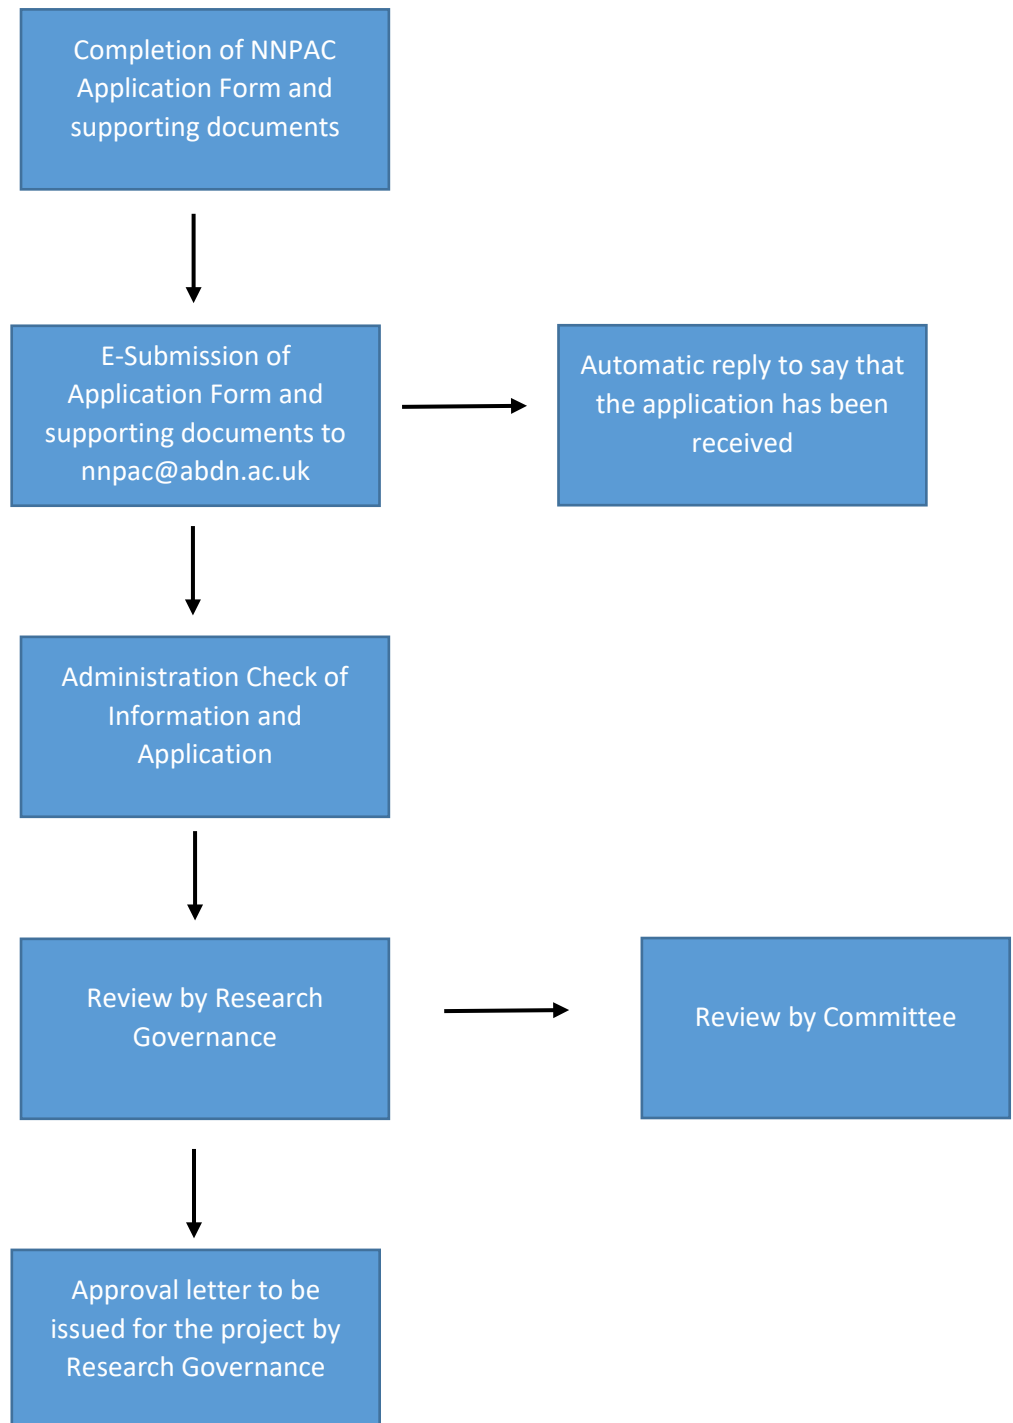 Completion of NNPAC
Application Form and
supporting documents
E-Submission of
Application Form and
supporting documents to
nnpac@abdn.ac.uk
Automatic reply to say that
the application has been
received
Administration Check of
Information and
Application
Review by Research
Governance
Review by Committee
Approval letter to be
issued for the project by
Research Governance